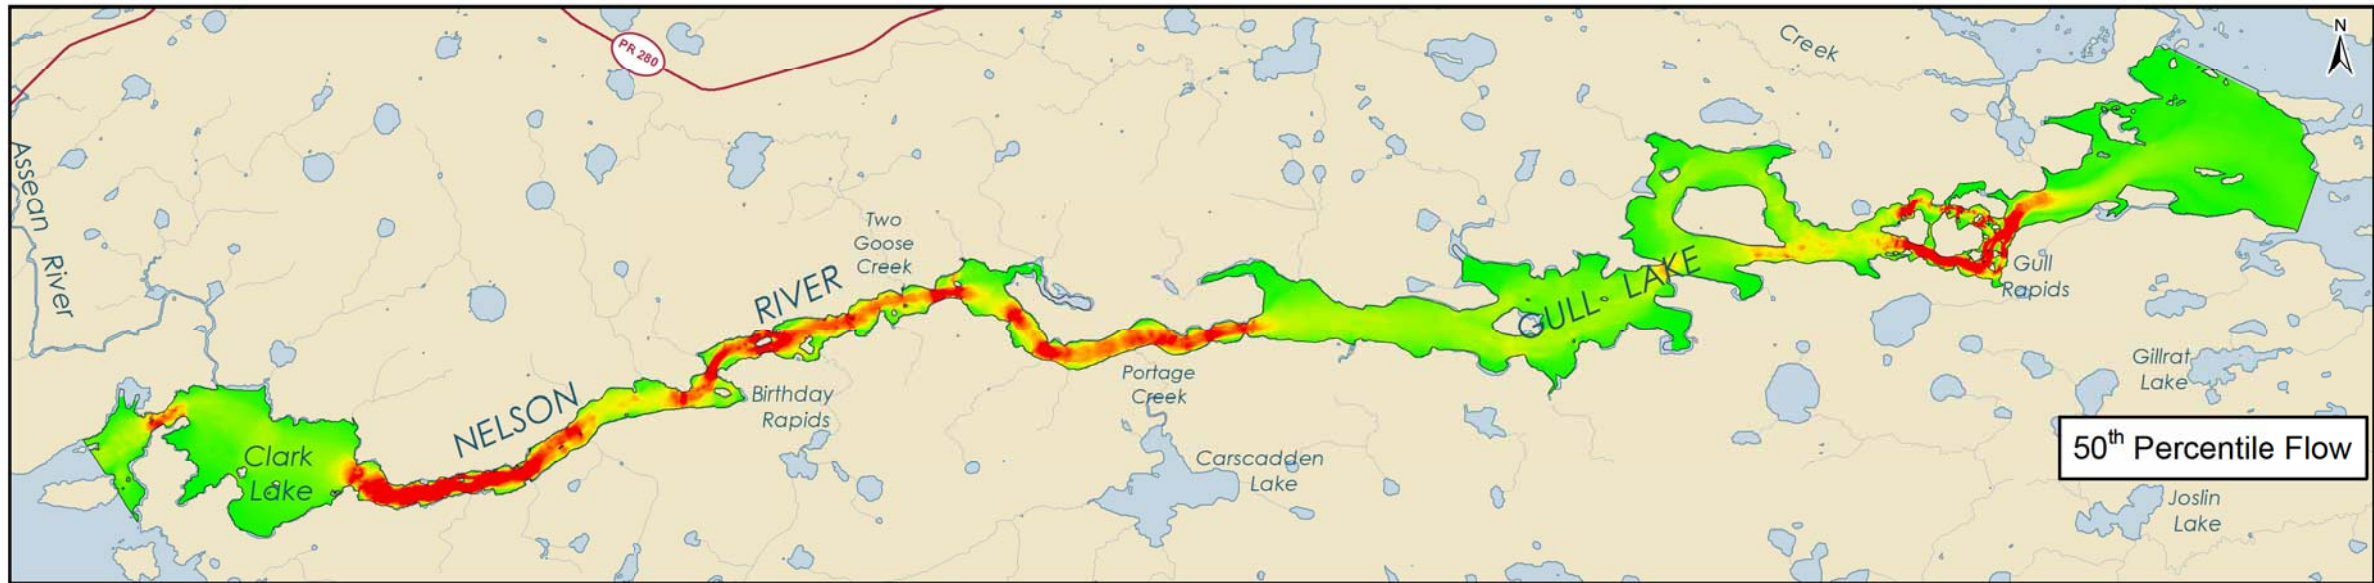 N
PR 280
Creek
Assean
River
Two
Goose
Creek
RIVER
GULL LAKE
Gull
Rapids
NELSON
Birthday
Rapids
Portage
Creek
Gillrat
Lake
Clark
Lake
Carscadden
Lake
50th Percentile Flow
Joslin
Lake